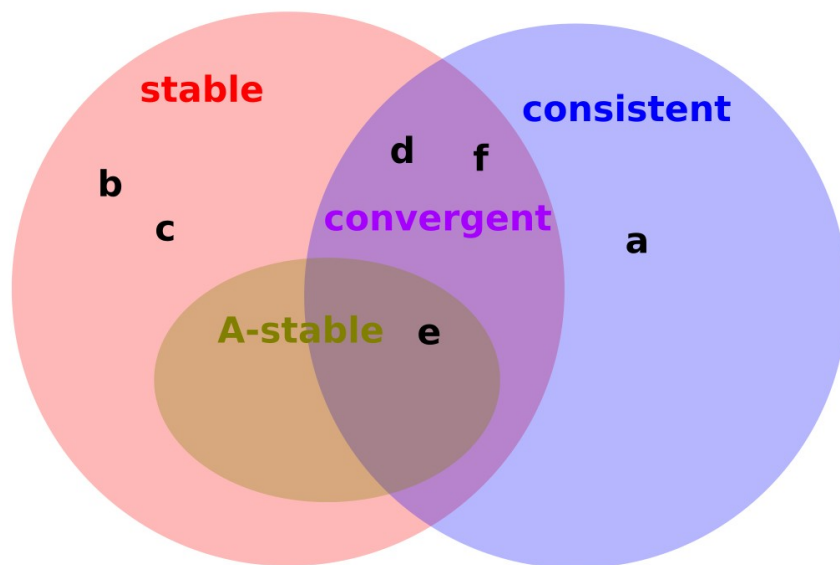 stable
consistent
d
f
b
convergent
c
a
A-stable
e